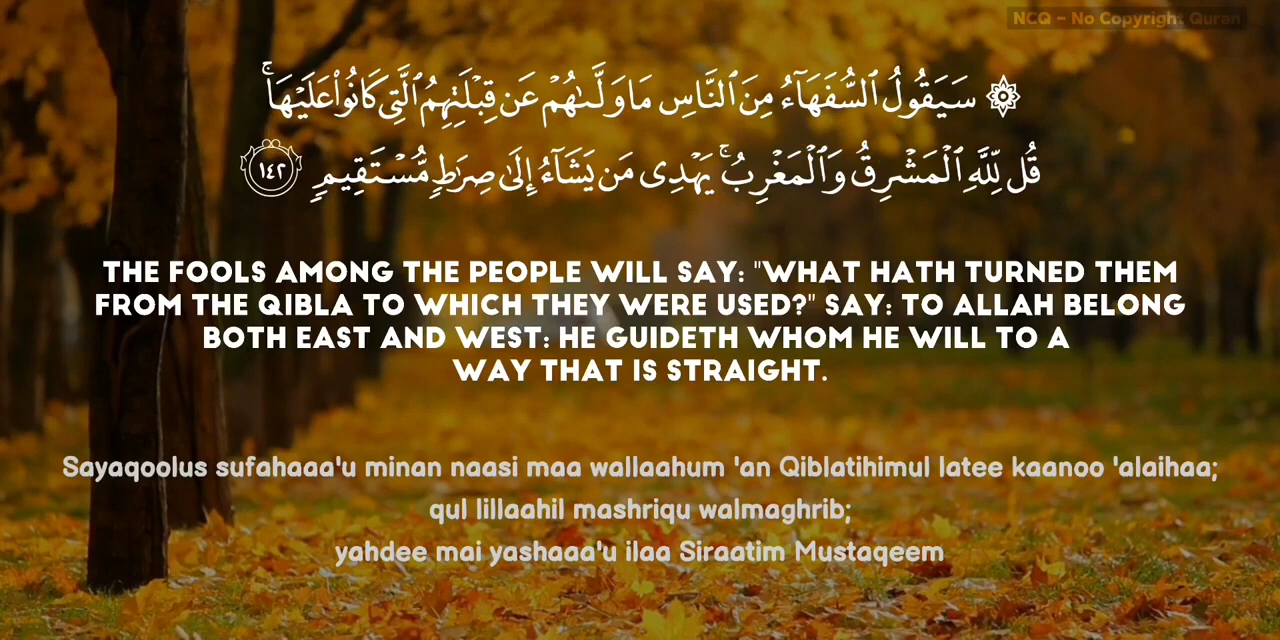 NCQ - No Copyright Quran
۞ سَيَقُولُ ٱلسُّفَهَآءُ مِنَ ٱلنَّاسِ مَا وَلَّىٰهُمْ عَن قِبْلَتِهِمُ ٱلَّتِى كَانُوا۟ عَلَيْهَا ۚ
قُل لِّلَّهِ ٱلْمَشْرِقُ وَٱلْمَغْرِبُ ۚ يَهْدِى مَن يَشَآءُ إِلَىٰ صِرَٰطٍ مُّسْتَقِيمٍ ١٤٢
THE FOOLS AMONG THE PEOPLE WILL SAY: "WHAT HATH TURNED THEM
FROM THE QIBLA TO WHICH THEY WERE USED?" SAY: TO ALLAH BELONG
BOTH EAST AND WEST: HE GUIDETH WHOM HE WILL TO A
WAY THAT IS STRAIGHT.
Sayaqoolus sufahaaa'u minan naasi maa wallaahum 'an Qiblatihimul latee kaanoo 'alaihaa;
qul lillaahil mashriqu walmaghrib;
yahdee mai yashaaa'u ilaa Siraatim Mustaqeem